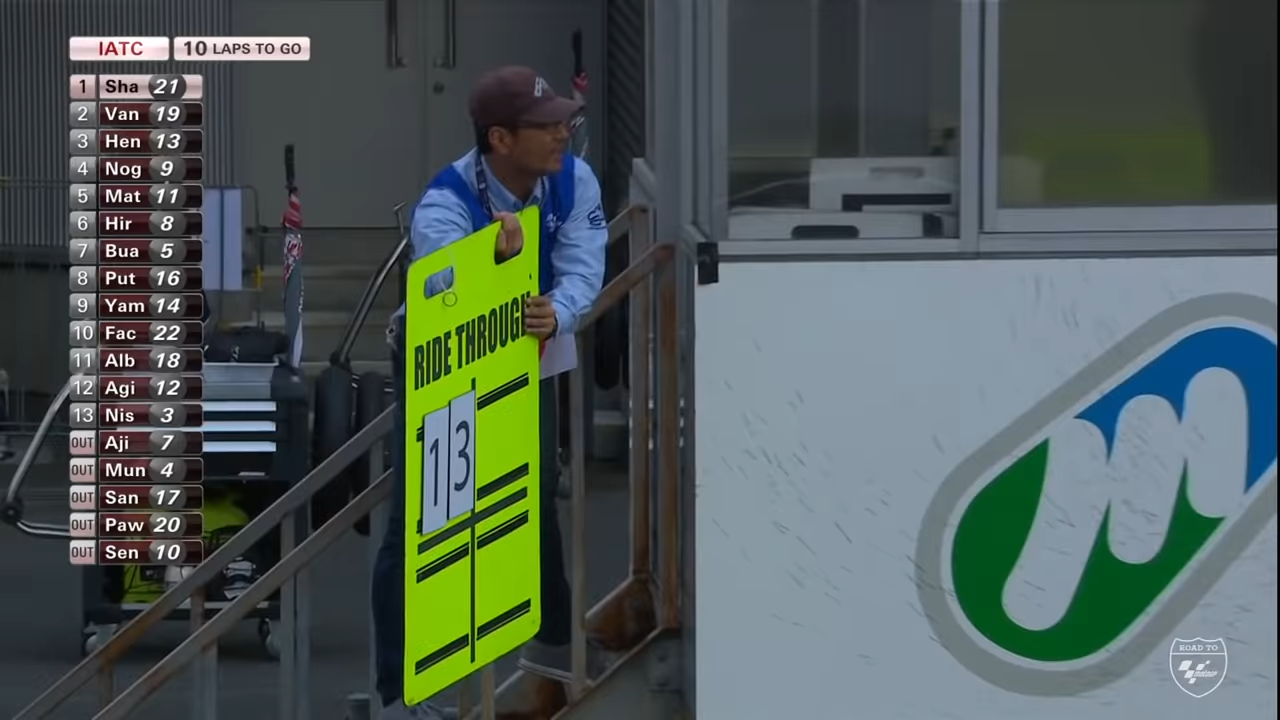 IATC 10 LAPS TO GO
1 Sha 21
2 Van 19
3 Hen 13
4 Nog 9
5 Mat 11
6 Hir 8
7 Bua 5
8 Put 16
9 Yam 14
10 Fac 22
11 Alb 18
12 Agi 12
13 Nis 3
OUT Aji 7
OUT Mun 4
OUT San 17
OUT Paw 20
OUT Sen 10
RIDE THROUGH
13
ROAD TO